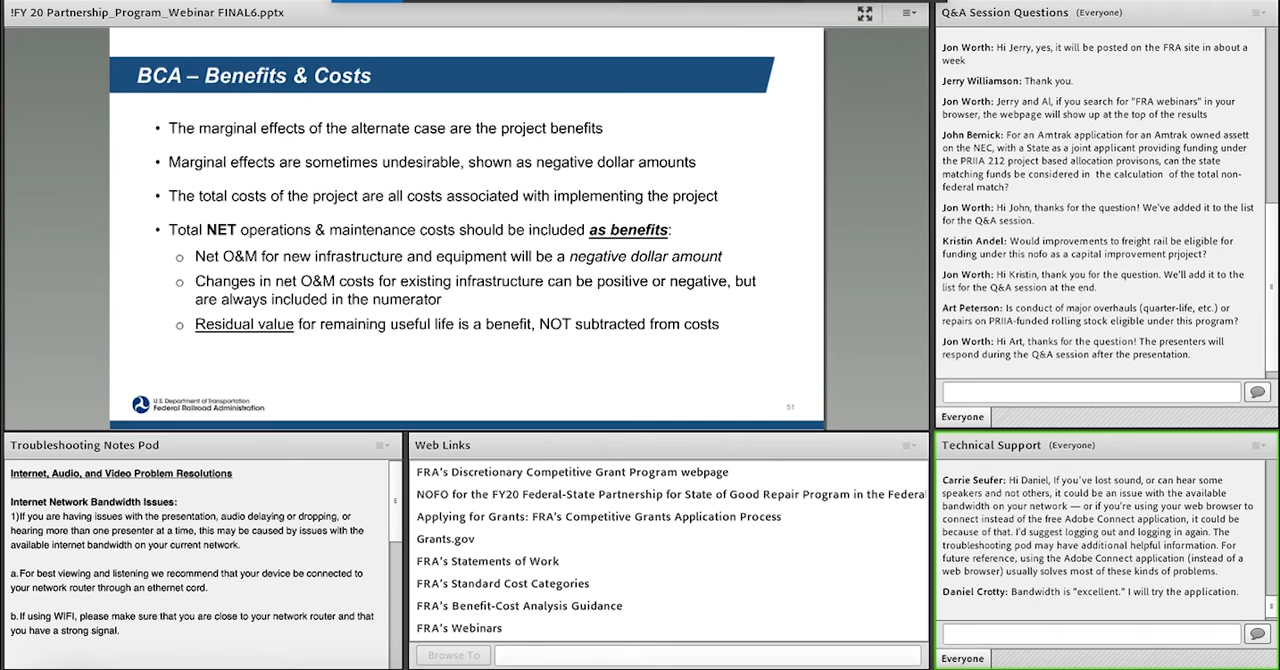 !FY 20 Partnership_Program_Webinar FINAL6.pptx
BCA – Benefits & Costs
• The marginal effects of the alternate case are the project benefits
• Marginal effects are sometimes undesirable, shown as negative dollar amounts
• The total costs of the project are all costs associated with implementing the project
• Total NET operations & maintenance costs should be included as benefits:
○ Net O&M for new infrastructure and equipment will be a negative dollar amount
○ Changes in net O&M costs for existing infrastructure can be positive or negative, but
are always included in the numerator
○ Residual value for remaining useful life is a benefit, NOT subtracted from costs
U.S. Department of Transportation
Federal Railroad Administration
51
Q&A Session Questions (Everyone)
Jon Worth: Hi Jerry, yes, it will be posted on the FRA site in about a
week
Jerry Williamson: Thank you.
Jon Worth: Jerry and Al, if you search for "FRA webinars" in your
browser, the webpage will show up at the top of the results
John Bernick: For an Amtrak application for an Amtrak owned assett
on the NEC, with a State as a joint applicant providing funding under
the PRIIA 212 project based allocation provisons, can the state
matching funds be considered in the calculation of the total non-
federal match?
Jon Worth: Hi John, thanks for the question! We've added it to the list
for the Q&A session.
Kristin Andel: Would improvements to freight rail be eligible for
funding under this nofo as a capital improvement prioject?
Jon Worth: Hi Kristin, thank you for the question. We'll add it to the
list for the Q&A session at the end.
Art Peterson: Is conduct of major overhauls (quarter-life, etc.) or
repairs on PRIIA-funded rolling stock eligible under this program?
Jon Worth: Hi Art, thanks for the question! The presenters will
respond during the Q&A session after the presentation.
Everyone
Troubleshooting Notes Pod
Internet, Audio, and Video Problem Resolutions
Internet Network Bandwidth Issues:
1)If you are having issues with the presentation, audio delaying or dropping, or
hearing more than one presenter at a time, this may be caused by issues with the
available internet bandwidth on your current network.
a.For best viewing and listening we recommend that your device be connected to
your network router through an ethernet cord.
b.If using WIFI, please make sure that you are close to your network router and that
you have a strong signal.
Web Links
FRA's Discretionary Competitive Grant Program webpage
NOFO for the FY20 Federal-State Partnership for State of Good Repair Program in the Federal
Applying for Grants: FRA's Competitive Grants Application Process
Grants.gov
FRA's Statements of Work
FRA's Standard Cost Categories
FRA's Benefit-Cost Analysis Guidance
FRA's Webinars
Browse To
Technical Support (Everyone)
Carrie Seufer: Hi Daniel, If you've lost sound, or can hear some
speakers and not others, it could be an issue with the available
bandwidth on your network — or if you're using your web browser to
connect instead of the free Adobe Connect application, it could be
because of that. I'd suggest logging out and logging in again. The
troubleshooting pod may have additional helpful information. For
future reference, using the Adobe Connect application (instead of a
web browser) usually solves most of these kinds of problems.
Daniel Crotty: Bandwidth is "excellent." I will try the application.
Everyone